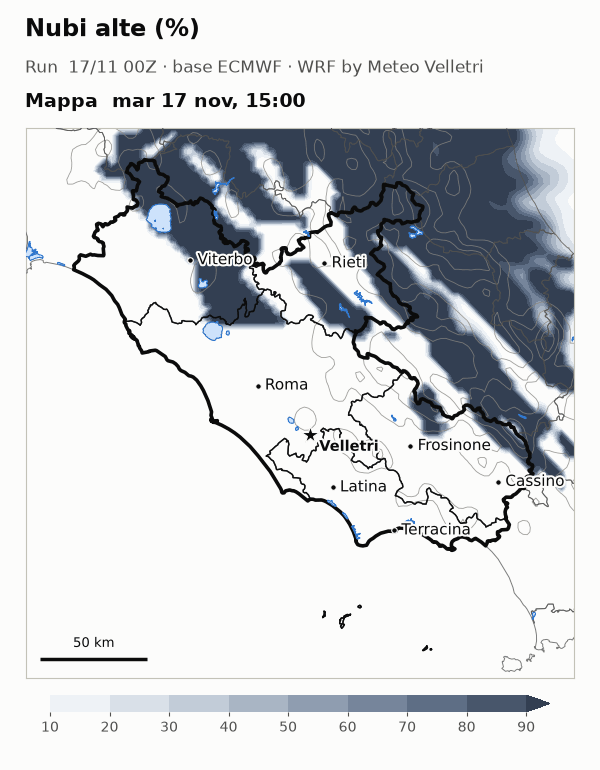 Nubi alte (%)
Run  17/11 00Z · base ECMWF · WRF by Meteo Velletri
Mappa  mar 17 nov, 15:00
Viterbo
Rieti
Roma
Velletri
Frosinone
Latina
Cassino
Terracina
50 km
10 20 30 40 50 60 70 80 90